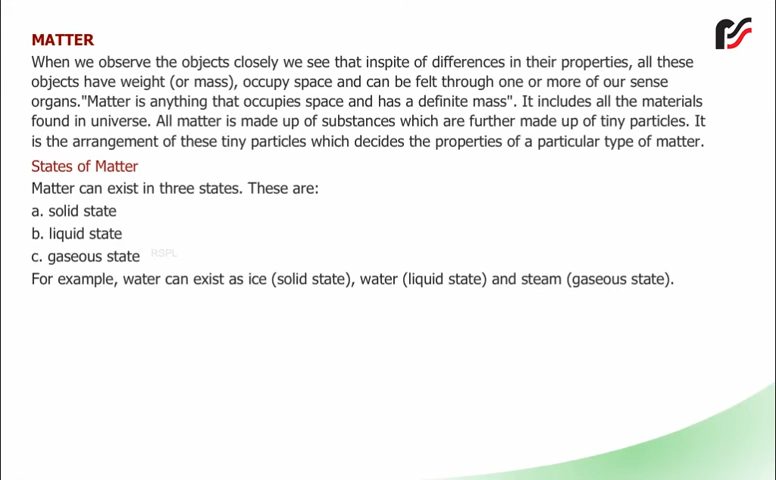 MATTER
When we observe the objects closely we see that inspite of differences in their properties, all these
objects have weight (or mass), occupy space and can be felt through one or more of our sense
organs."Matter is anything that occupies space and has a definite mass". It includes all the materials
found in universe. All matter is made up of substances which are further made up of tiny particles. It
is the arrangement of these tiny particles which decides the properties of a particular type of matter.
States of Matter
Matter can exist in three states. These are:
a. solid state
b. liquid state
c. gaseous state
RSPL
For example, water can exist as ice (solid state), water (liquid state) and steam (gaseous state).